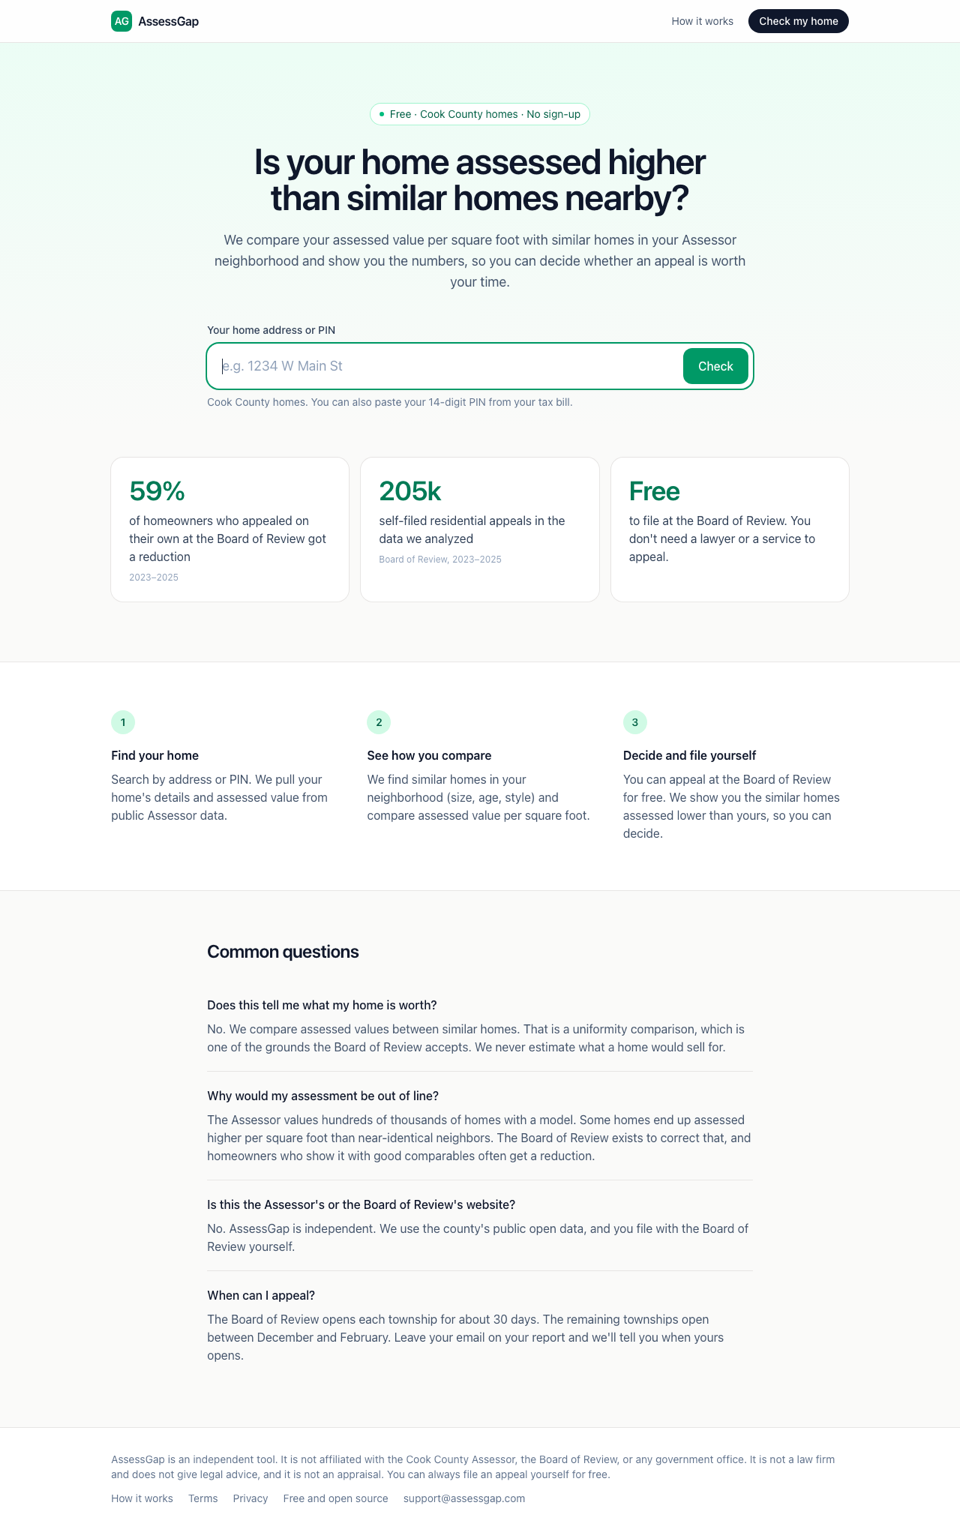 AG AssessGap
How it works
Check my home
Free · Cook County homes · No sign-up
Is your home assessed higher
than similar homes nearby?
We compare your assessed value per square foot with similar homes in your Assessor
neighborhood and show you the numbers, so you can decide whether an appeal is worth
your time.
Your home address or PIN
e.g. 1234 W Main St
Check
Cook County homes. You can also paste your 14-digit PIN from your tax bill.
59%
of homeowners who appealed on
their own at the Board of Review got
a reduction
2023–2025
205k
self-filed residential appeals in the
data we analyzed
Board of Review, 2023–2025
Free
to file at the Board of Review. You
don't need a lawyer or a service to
appeal.
1
Find your home
Search by address or PIN. We pull your
home's details and assessed value from
public Assessor data.
2
See how you compare
We find similar homes in your
neighborhood (size, age, style) and
compare assessed value per square foot.
3
Decide and file yourself
You can appeal at the Board of Review
for free. We show you the similar homes
assessed lower than yours, so you can
decide.
Common questions
Does this tell me what my home is worth?
No. We compare assessed values between similar homes. That is a uniformity comparison, which is
one of the grounds the Board of Review accepts. We never estimate what a home would sell for.
Why would my assessment be out of line?
The Assessor values hundreds of thousands of homes with a model. Some homes end up assessed
higher per square foot than near-identical neighbors. The Board of Review exists to correct that, and
homeowners who show it with good comparables often get a reduction.
Is this the Assessor's or the Board of Review's website?
No. AssessGap is independent. We use the county's public open data, and you file with the Board of
Review yourself.
When can I appeal?
The Board of Review opens each township for about 30 days. The remaining townships open
between December and February. Leave your email on your report and we'll tell you when yours
opens.
AssessGap is an independent tool. It is not affiliated with the Cook County Assessor, the Board of Review, or any government office. It is not a law firm
and does not give legal advice, and it is not an appraisal. You can always file an appeal yourself for free.
How it works Terms Privacy Free and open source support@assessgap.com